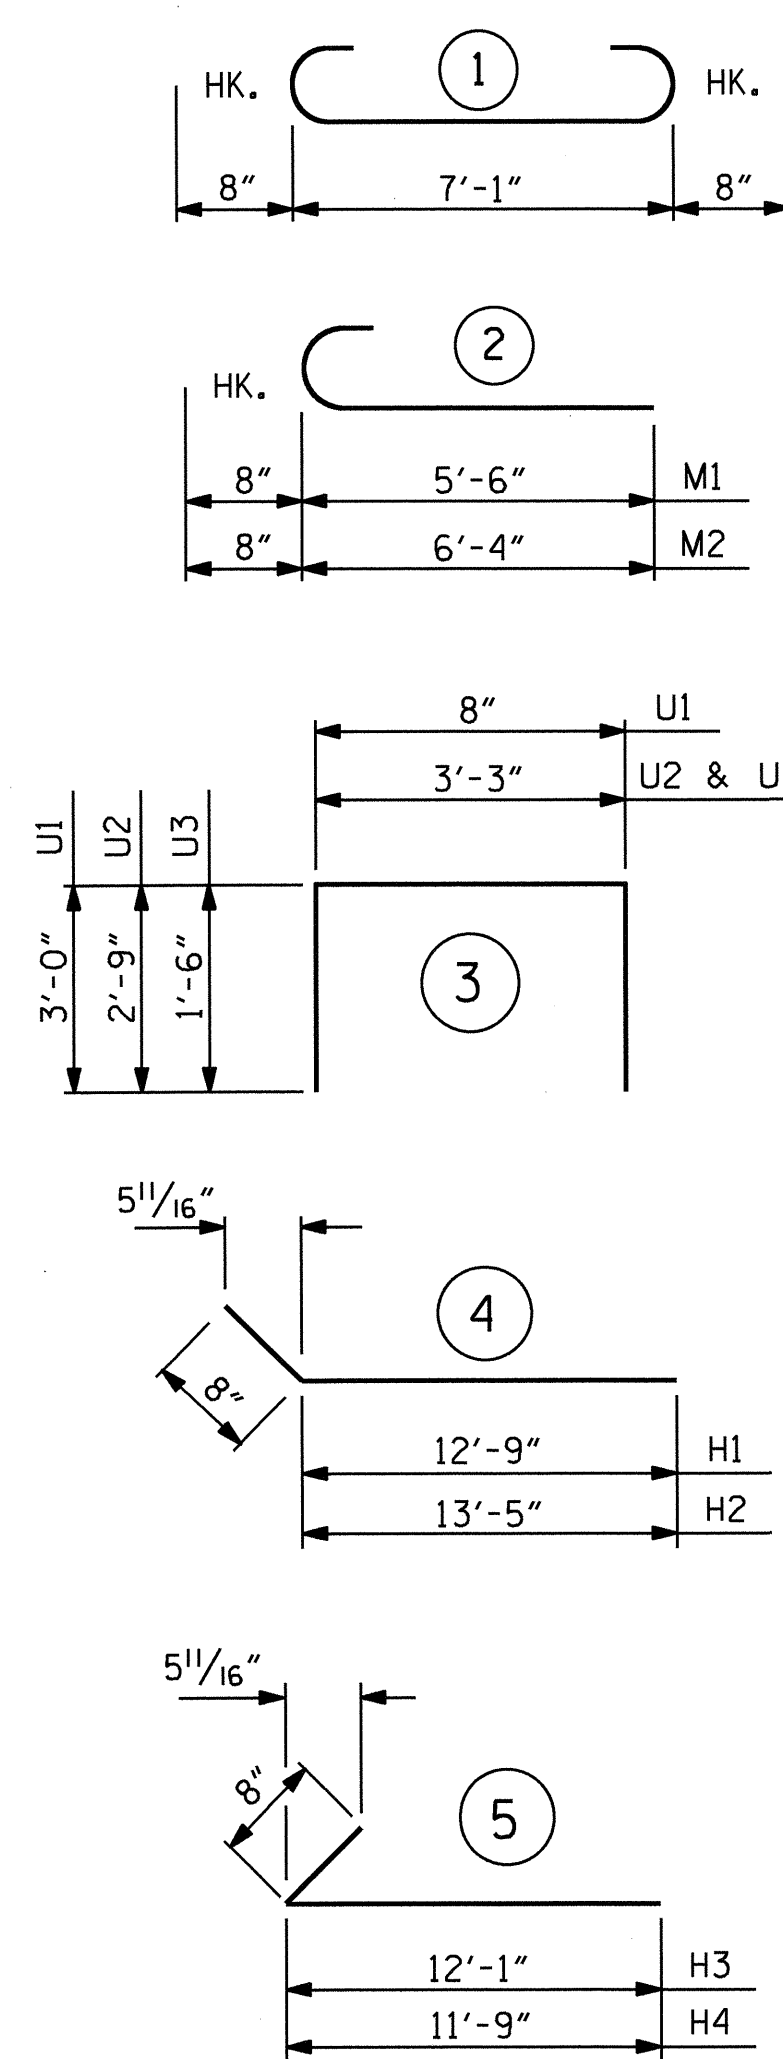 HK. 1 HK.
8" 7'-1" 8"
2
HK.
8" 5'-6" M1
8" 6'-4" M2
8" U1
3'-3" U2 & U
U1 U2 U3
3'-0" 2'-9" 1'-6"
3
5 11/16"
4
8"
12'-9" H1
13'-5" H2
5 11/16"
8"
5
12'-1" H3
11'-9" H4